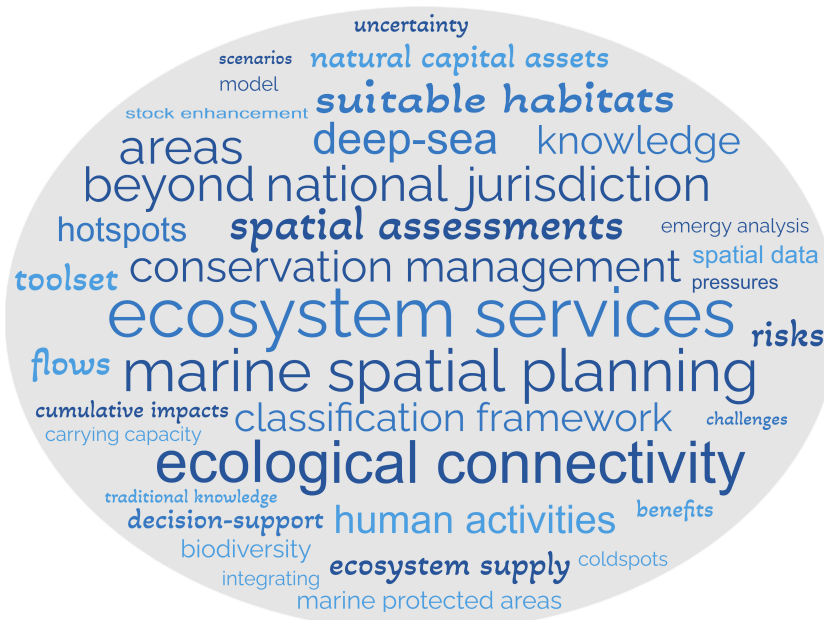 uncertainty
scenarios natural capital assets
model
suitable habitats
stock enhancement
areas deep-sea knowledge
beyond national jurisdiction
hotspots spatial assessments emergy analysis
toolset conservation management spatial data
pressures
ecosystem services
risks
flows marine spatial planning
cumulative impacts classification framework challenges
carrying capacity
ecological connectivity
traditional knowledge
decision-support human activities benefits
biodiversity
ecosystem supply coldspots
integrating
marine protected areas